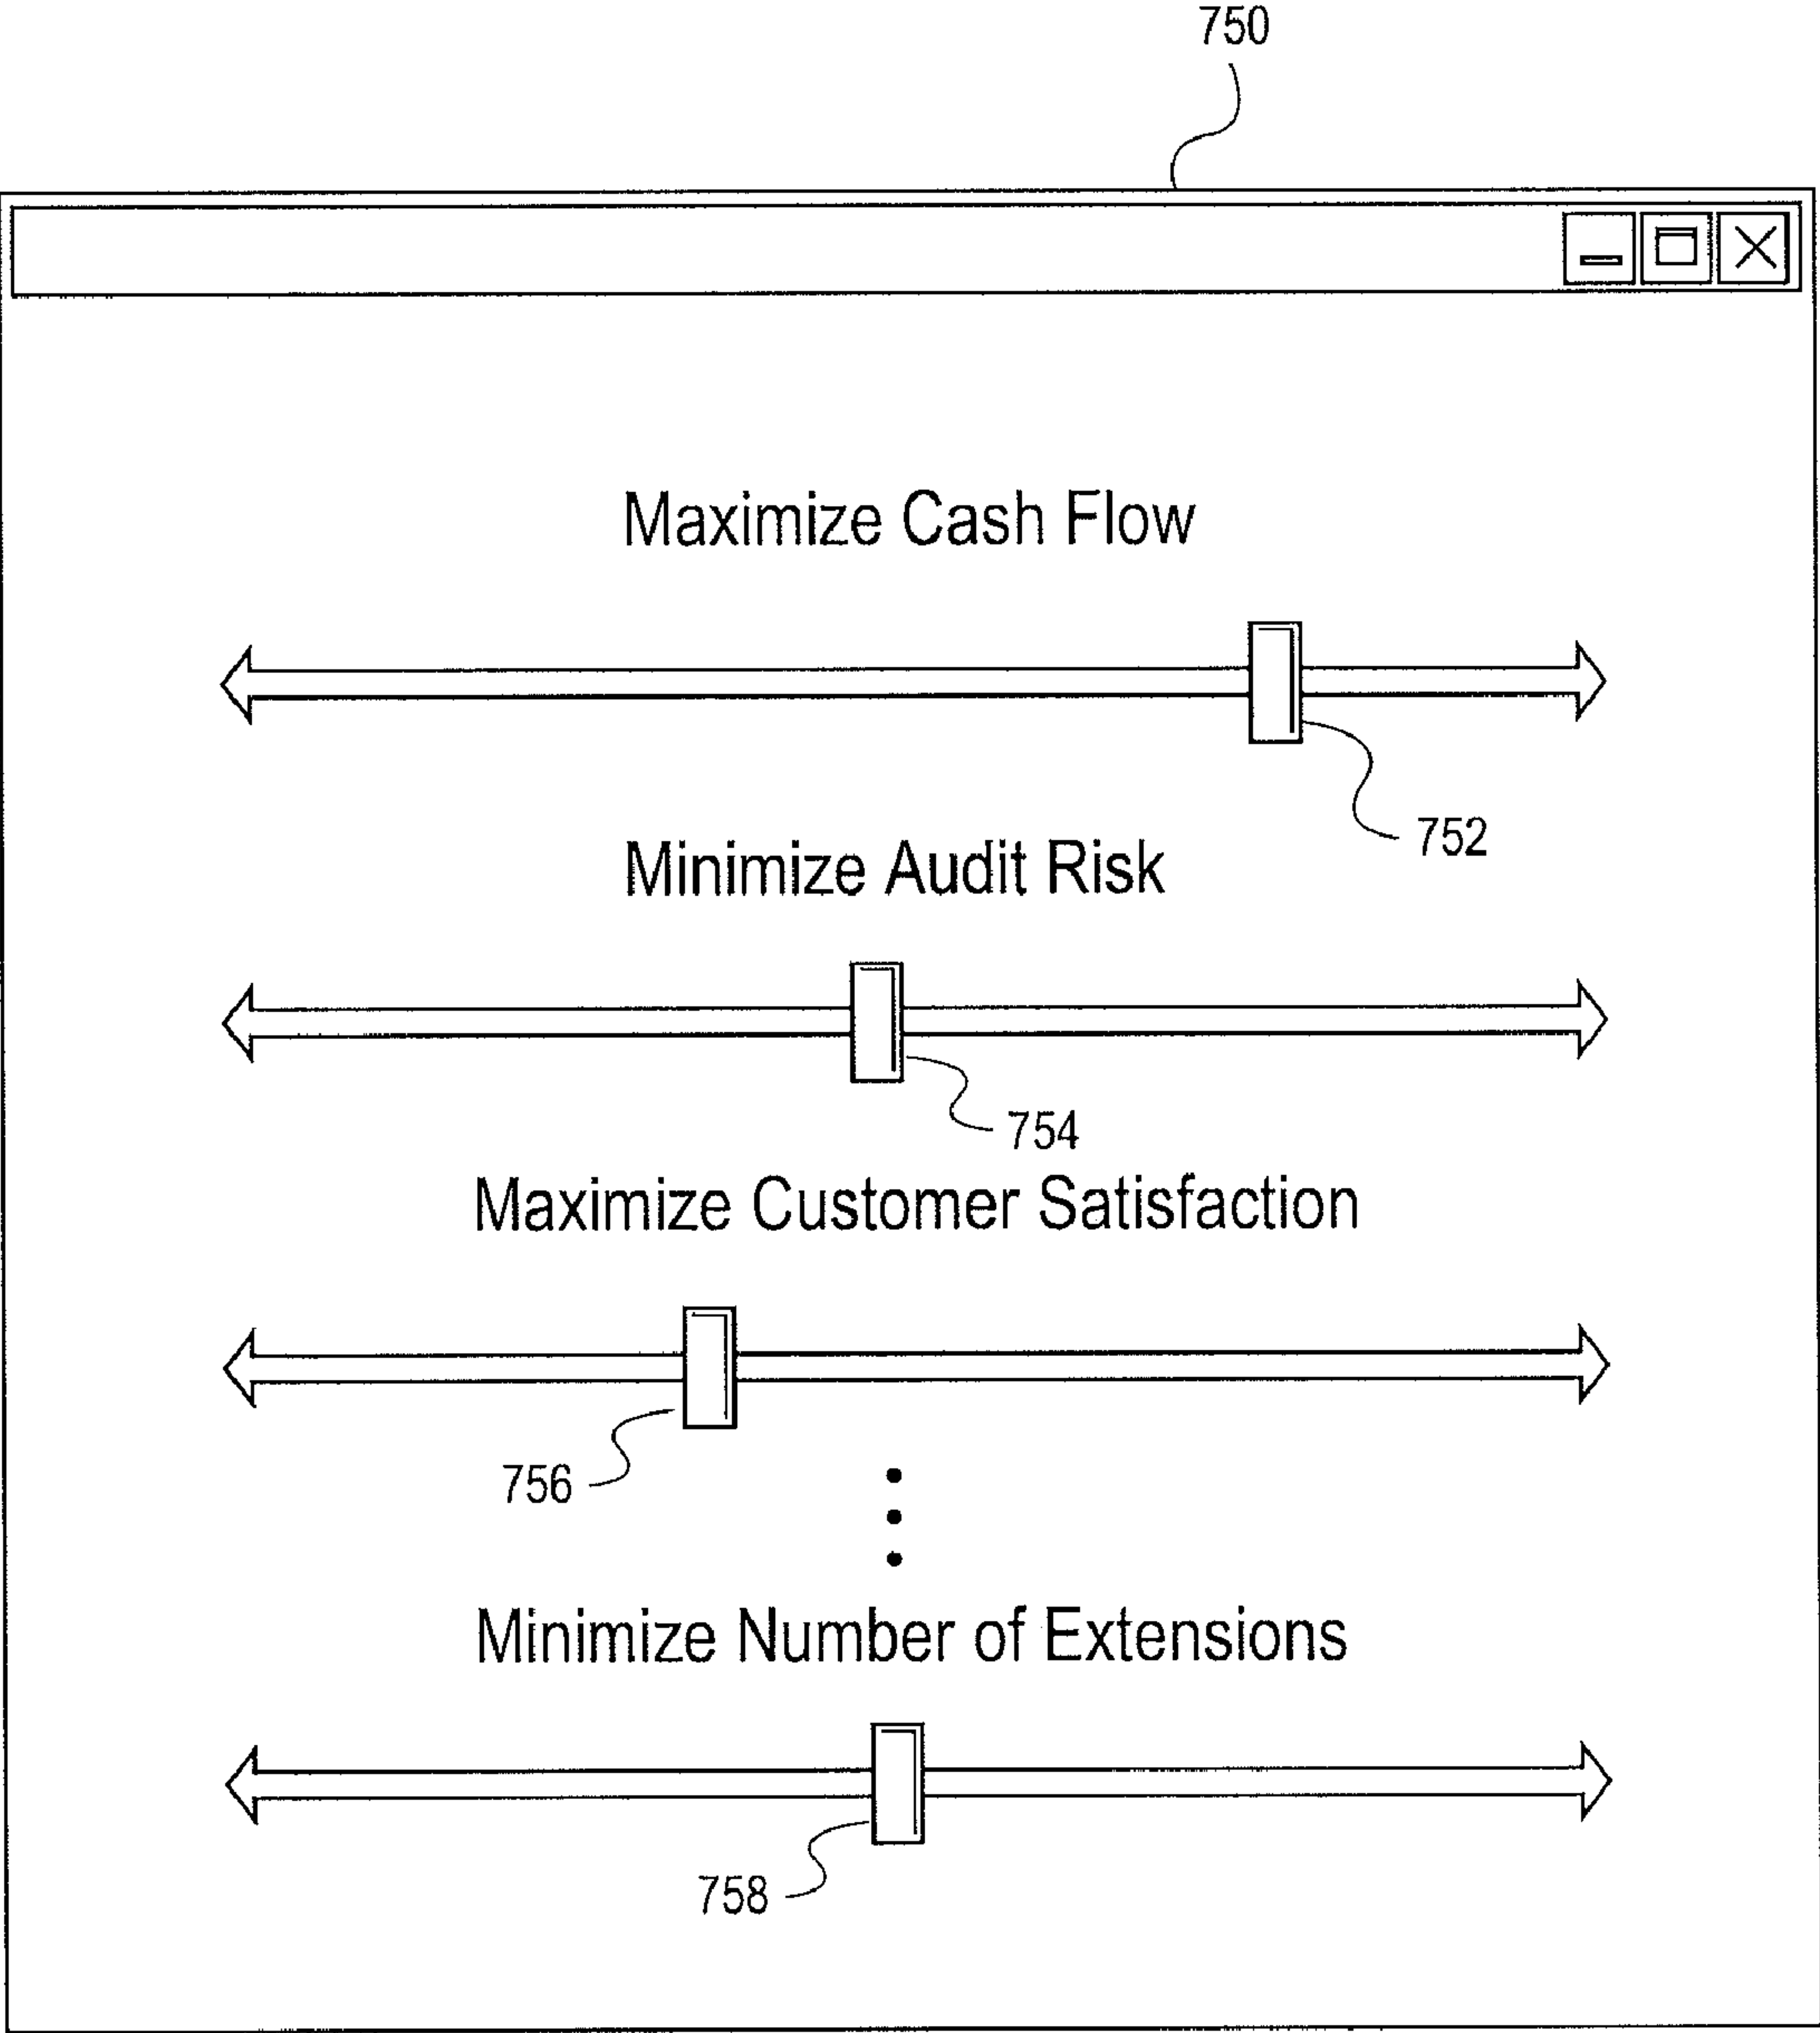 750
Maximize Cash Flow
752
Minimize Audit Risk
754
Maximize Customer Satisfaction
756
Minimize Number of Extensions
758